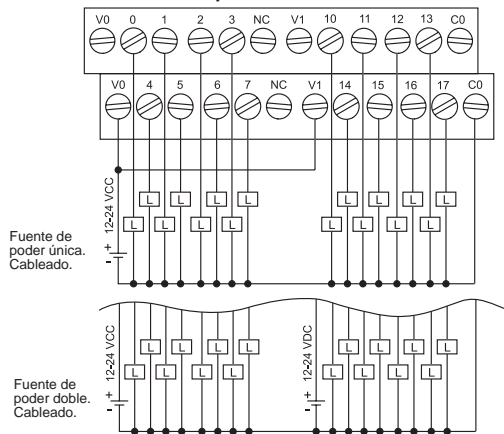 V0 0 1 2 3 NC V1 10 11 12 13 C0
V0 4 5 6 7 NC V1 14 15 16 17 C0
12-24 VCC
+
-
L L L L L L L L
L L L L L L L L
Fuente de
poder única.
Cableado.
12-24 VCC
+
-
12-24 VDC
+
-
L L L L L L L L
L L L L L L L L
Fuente de
poder doble.
Cableado.